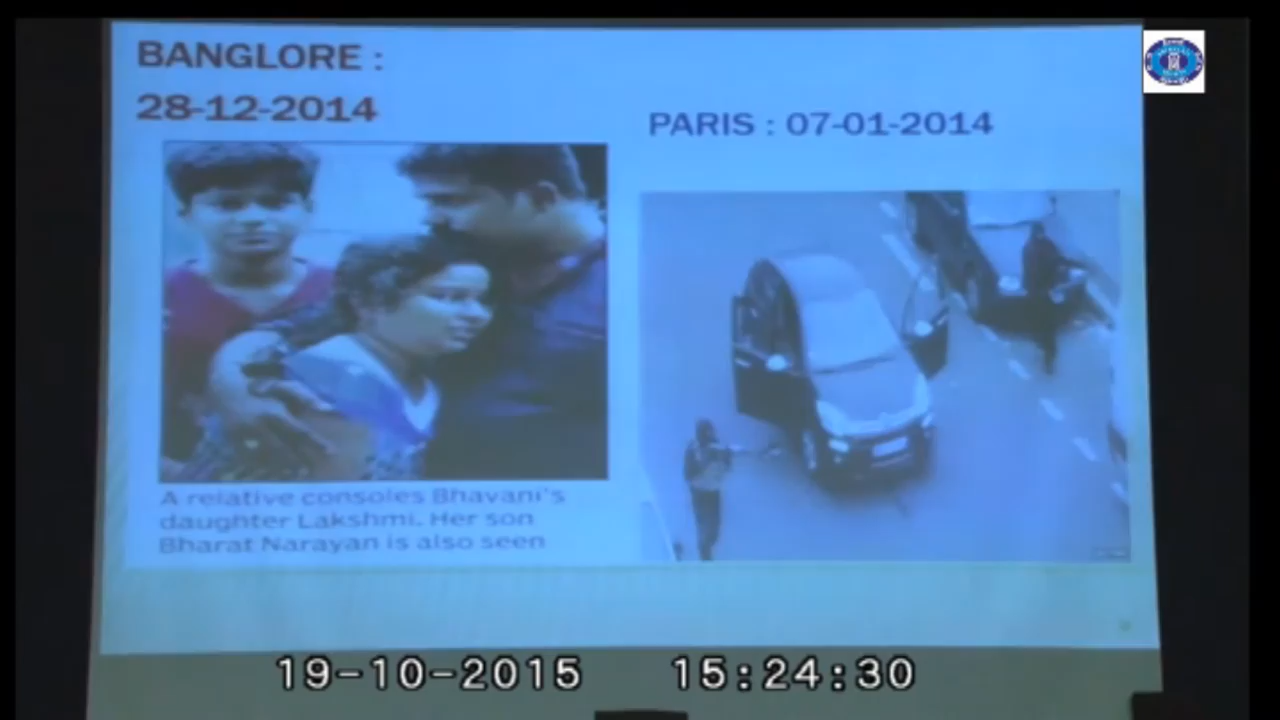 BANGLORE :
28-12-2014
PARIS : 07-01-2014
A relative consoles Bhavani's
daughter Lakshmi. Her son
Bharat Narayan is also seen
19-10-2015 15:24:30